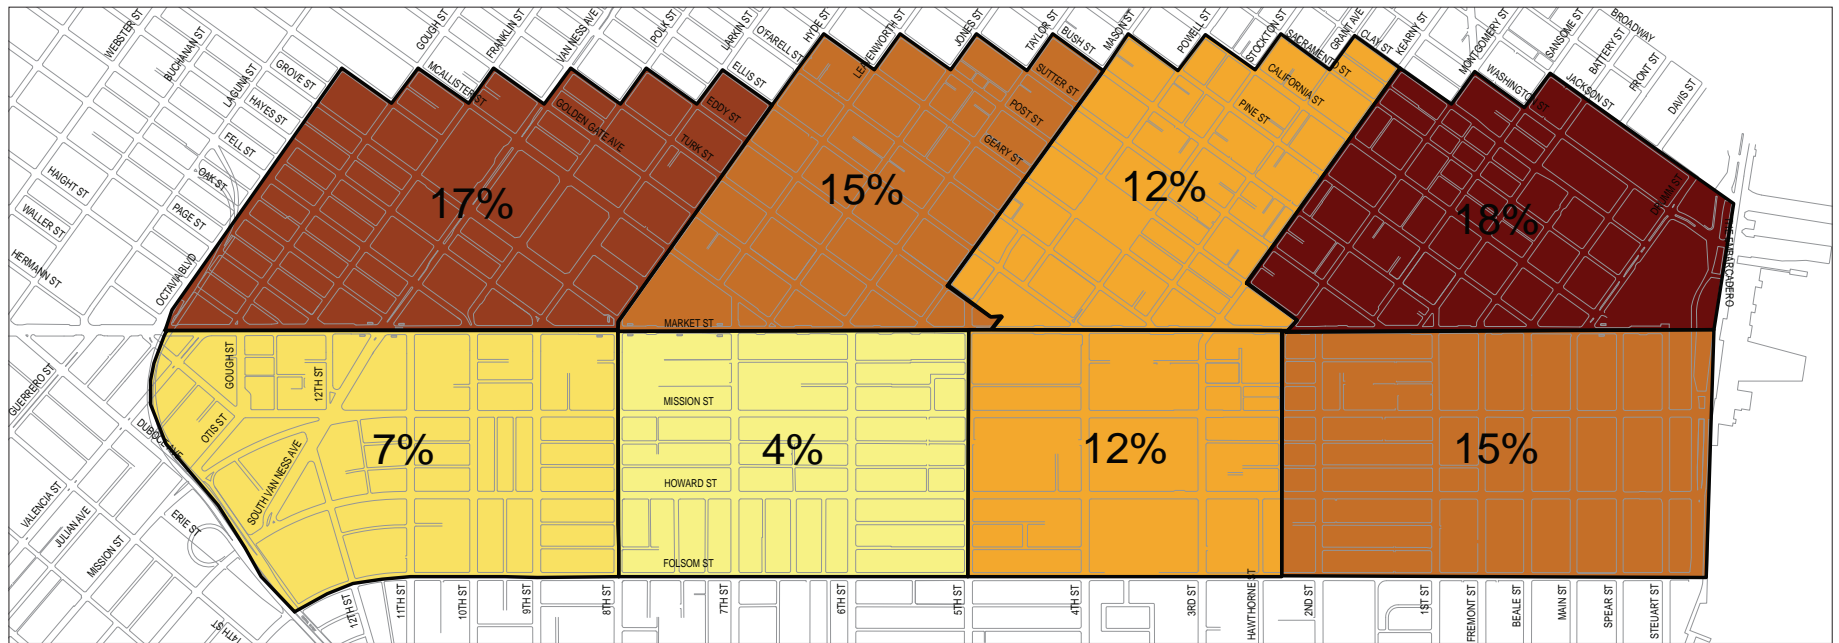 WEBSTER ST
BUCHANAN ST
LAGUNA ST
GROVE ST
HAYES ST
FELL ST
OAK ST
PAGE ST
HAIGHT ST
WALLER ST
HERMANN ST
OCTAVIA BLVD
GOUGH ST
MCALLISTER ST
FRANKLIN ST
VAN NESS AVE
GOLDEN GATE AVE
POLK ST
LARKIN ST
O'FARELL ST
ELLIS ST
EDDY ST
TURK ST
HYDE ST
LEAVENWORTH ST
JONES ST
TAYLOR ST
BUSH ST
SUTTER ST
POST ST
GEARY ST
MASON ST
POWELL ST
STOCKTON ST
SACRAMENTO ST
GRANT AVE
CLAY ST
KEARNY ST
CALIFORNIA ST
PINE ST
MONTGOMERY ST
WASHINGTON ST
SANSOME ST
JACKSON ST
BATTERY ST
BROADWAY
FRONT ST
DAVIS ST
DRUMM ST
THE EMBARCADERO
17%
15%
12%
18%
MARKET ST
GUERRERO ST
DUBOCE AVE
GOUGH ST
12TH ST
OTIS ST
SOUTH VAN NESS AVE
MISSION ST
7%
4%
12%
15%
HOWARD ST
FOLSOM ST
VALENCIA ST
JULIAN AVE
MISSION ST
ERIE ST
14TH ST
12TH ST
11TH ST
10TH ST
9TH ST
8TH ST
7TH ST
6TH ST
5TH ST
4TH ST
3RD ST
HAWTHORNE ST
2ND ST
1ST ST
FREMONT ST
BEALE ST
MAIN ST
SPEAR ST
STEUART ST